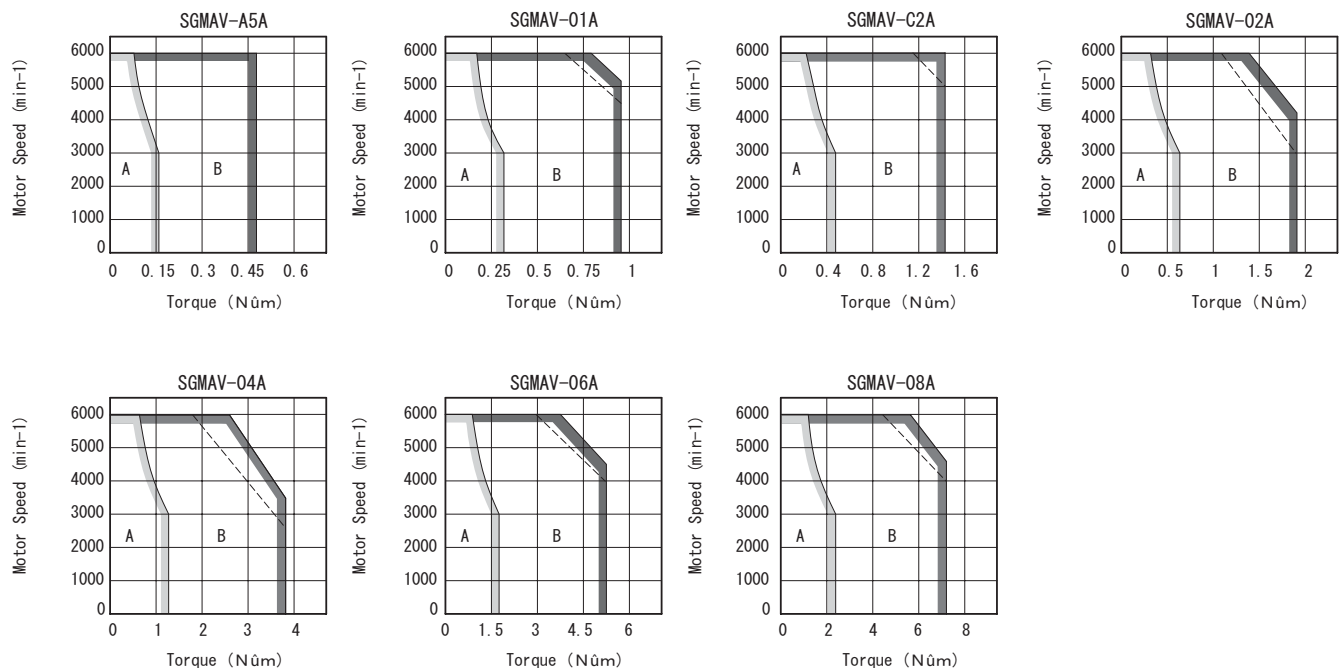 SGMAV-A5A
Motor Speed (min-1)
6000
5000
4000
3000
2000
1000
0
A
B
0 0.15 0.3 0.45 0.6
Torque (Nûm)
SGMAV-01A
Motor Speed (min-1)
6000
5000
4000
3000
2000
1000
0
A
B
0 0.25 0.5 0.75 1
Torque (Nûm)
SGMAV-C2A
Motor Speed (min-1)
6000
5000
4000
3000
2000
1000
0
A
B
0 0.4 0.8 1.2 1.6
Torque (Nûm)
SGMAV-02A
Motor Speed (min-1)
6000
5000
4000
3000
2000
1000
0
A
B
0 0.5 1 1.5 2
Torque (Nûm)
SGMAV-04A
Motor Speed (min-1)
6000
5000
4000
3000
2000
1000
0
A
B
0 1 2 3 4
Torque (Nûm)
SGMAV-06A
Motor Speed (min-1)
6000
5000
4000
3000
2000
1000
0
A
B
0 1.5 3 4.5 6
Torque (Nûm)
SGMAV-08A
Motor Speed (min-1)
6000
5000
4000
3000
2000
1000
0
A
B
0 2 4 6 8
Torque (Nûm)